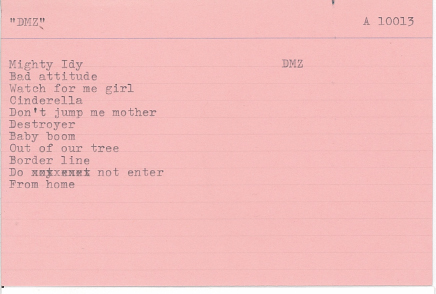 "DMZ" A 10013
Mighty Idy DMZ
Bad attitude
Watch for me girl
Cinderella
Don't jump me mother
Destroyer
Baby boom
Out of our tree
Border line
Do not enter
From home